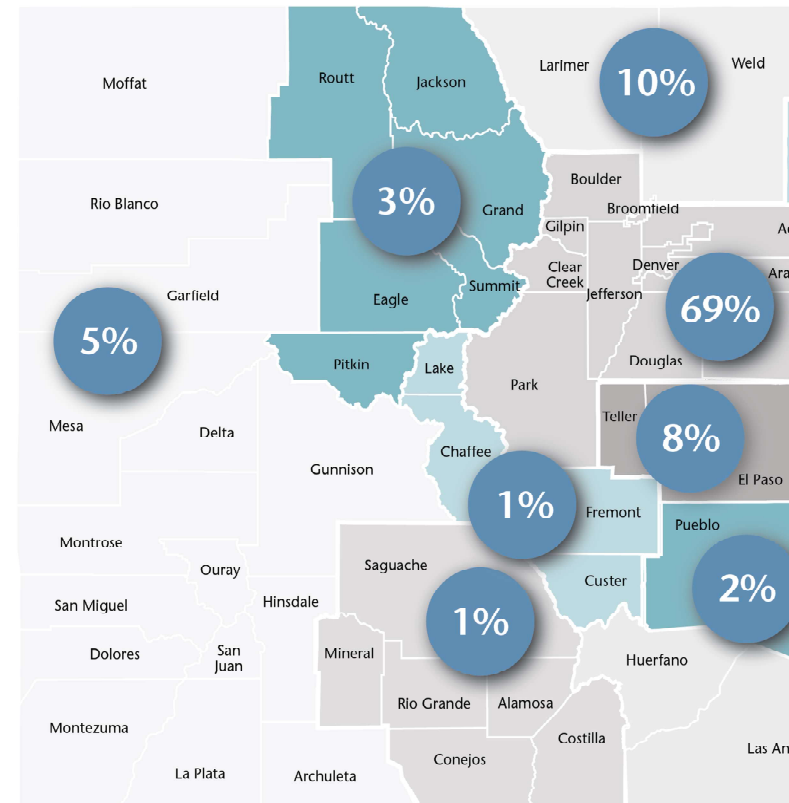 Larimer
Weld
10%
Routt
Jackson
Moffat
Boulder
3%
Rio Blanco
Grand
Broomfield
Gilpin
Ad
Clear
Creek
Denver
Ara
Summit
Jefferson
Garfield
Eagle
69%
5%
Douglas
Pitkin
Lake
Park
Teller
Mesa
Delta
8%
Chaffee
Gunnison
El Paso
1%
Fremont
Pueblo
Montrose
Saguache
Ouray
Custer
2%
San Miguel
Hinsdale
1%
Dolores
San
Juan
Mineral
Huerfano
Rio Grande
Alamosa
Montezuma
Costilla
Las An
Conejos
La Plata
Archuleta